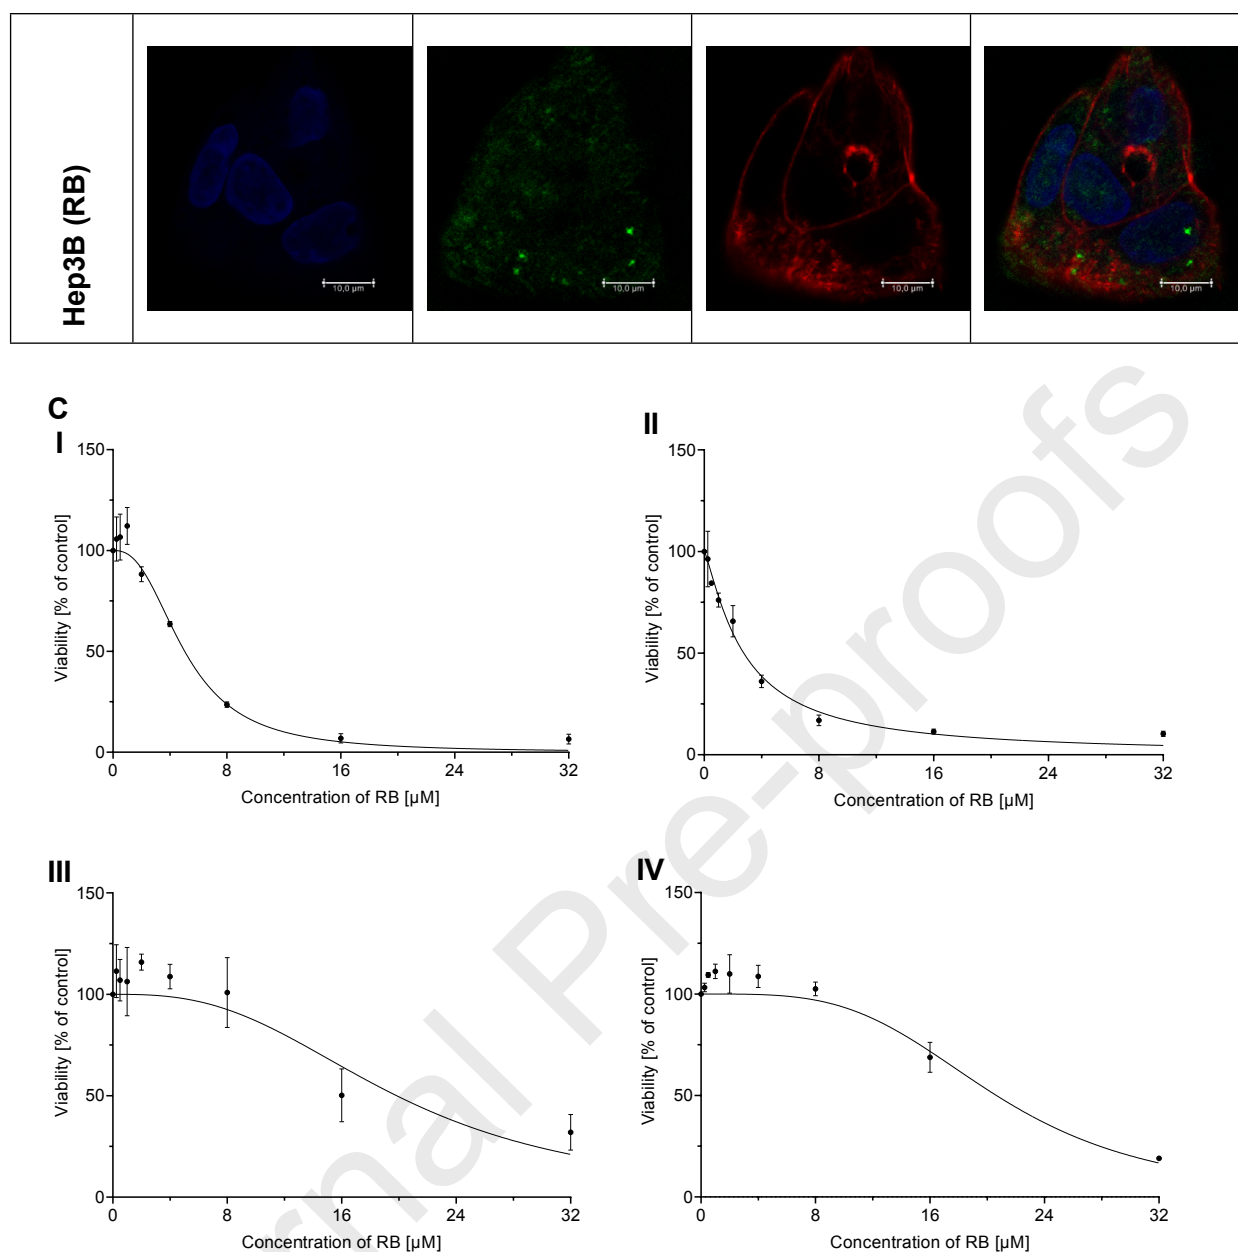 Hep3B (RB)
10,0 µm
10,0 µm
10,0 µm
10,0 µm
C
I
150
100
50
0
Viability [% of control]
0 8 16 24 32
Concentration of RB [µM]
II
150
100
50
0
Viability [% of control]
0 8 16 24 32
Concentration of RB [µM]
III
150
100
50
0
Viability [% of control]
0 8 16 24 32
Concentration of RB [µM]
IV
150
100
50
0
Viability [% of control]
0 8 16 24 32
Concentration of RB [µM]
rnal Pre-proofs